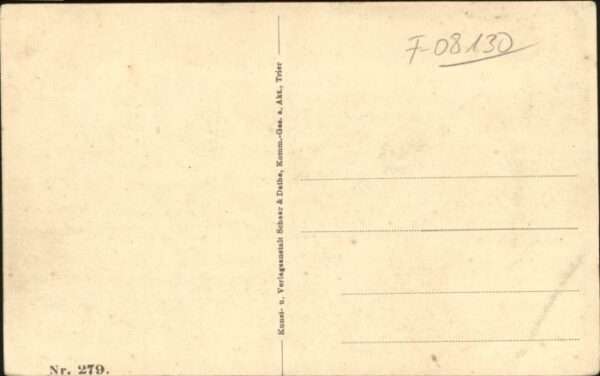 F-08130
Kunst- u. Verlagsanstalt Schaar & Dathe, Komm.-Ges. a. Akt., Trier
Nr. 279.